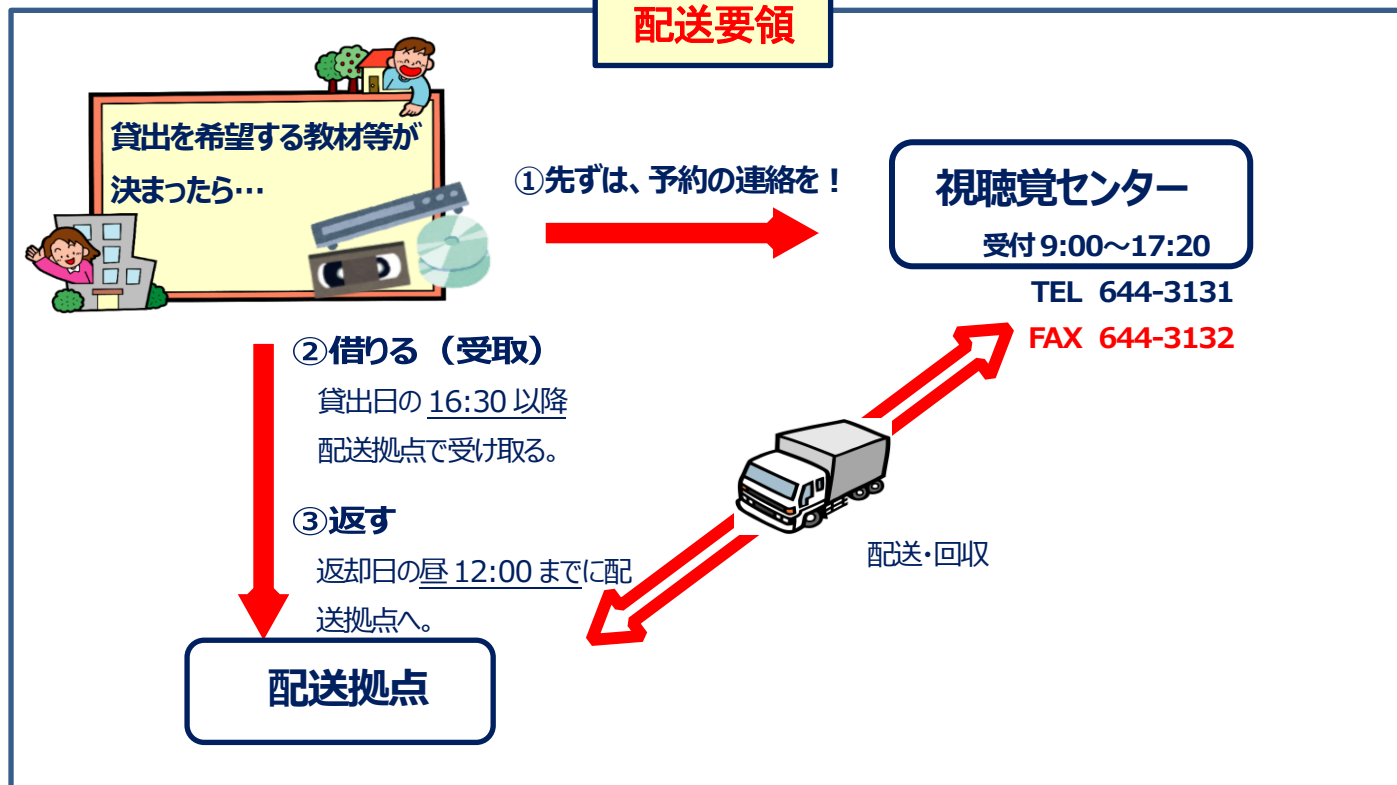 配送要領
貸出を希望する教材等が
決まったら…
①先ずは、予約の連絡を！
視聴覚センター
受付 9:00～17:20
TEL 644-3131
FAX 644-3132
②借りる（受取）
貸出日の 16:30 以降
配送拠点で受け取る。
③返す
返却日の昼 12:00 までに配
送拠点へ。
配送・回収
配送拠点